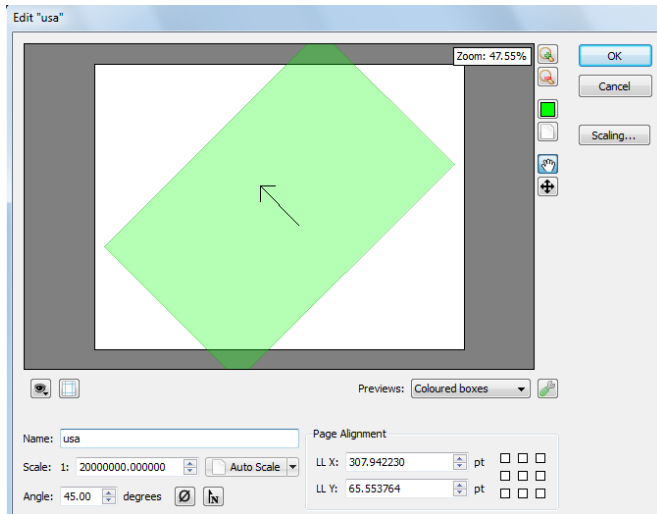 Edit "usa"
Zoom: 47.55%
OK
Cancel
Scaling...
Previews: Coloured boxes
Name: usa
Page Alignment
Scale: 1: 20000000.000000 Auto Scale
LL X: 307.942230 pt
LL Y: 65.553764 pt
Angle: 45.00 degrees Ø N